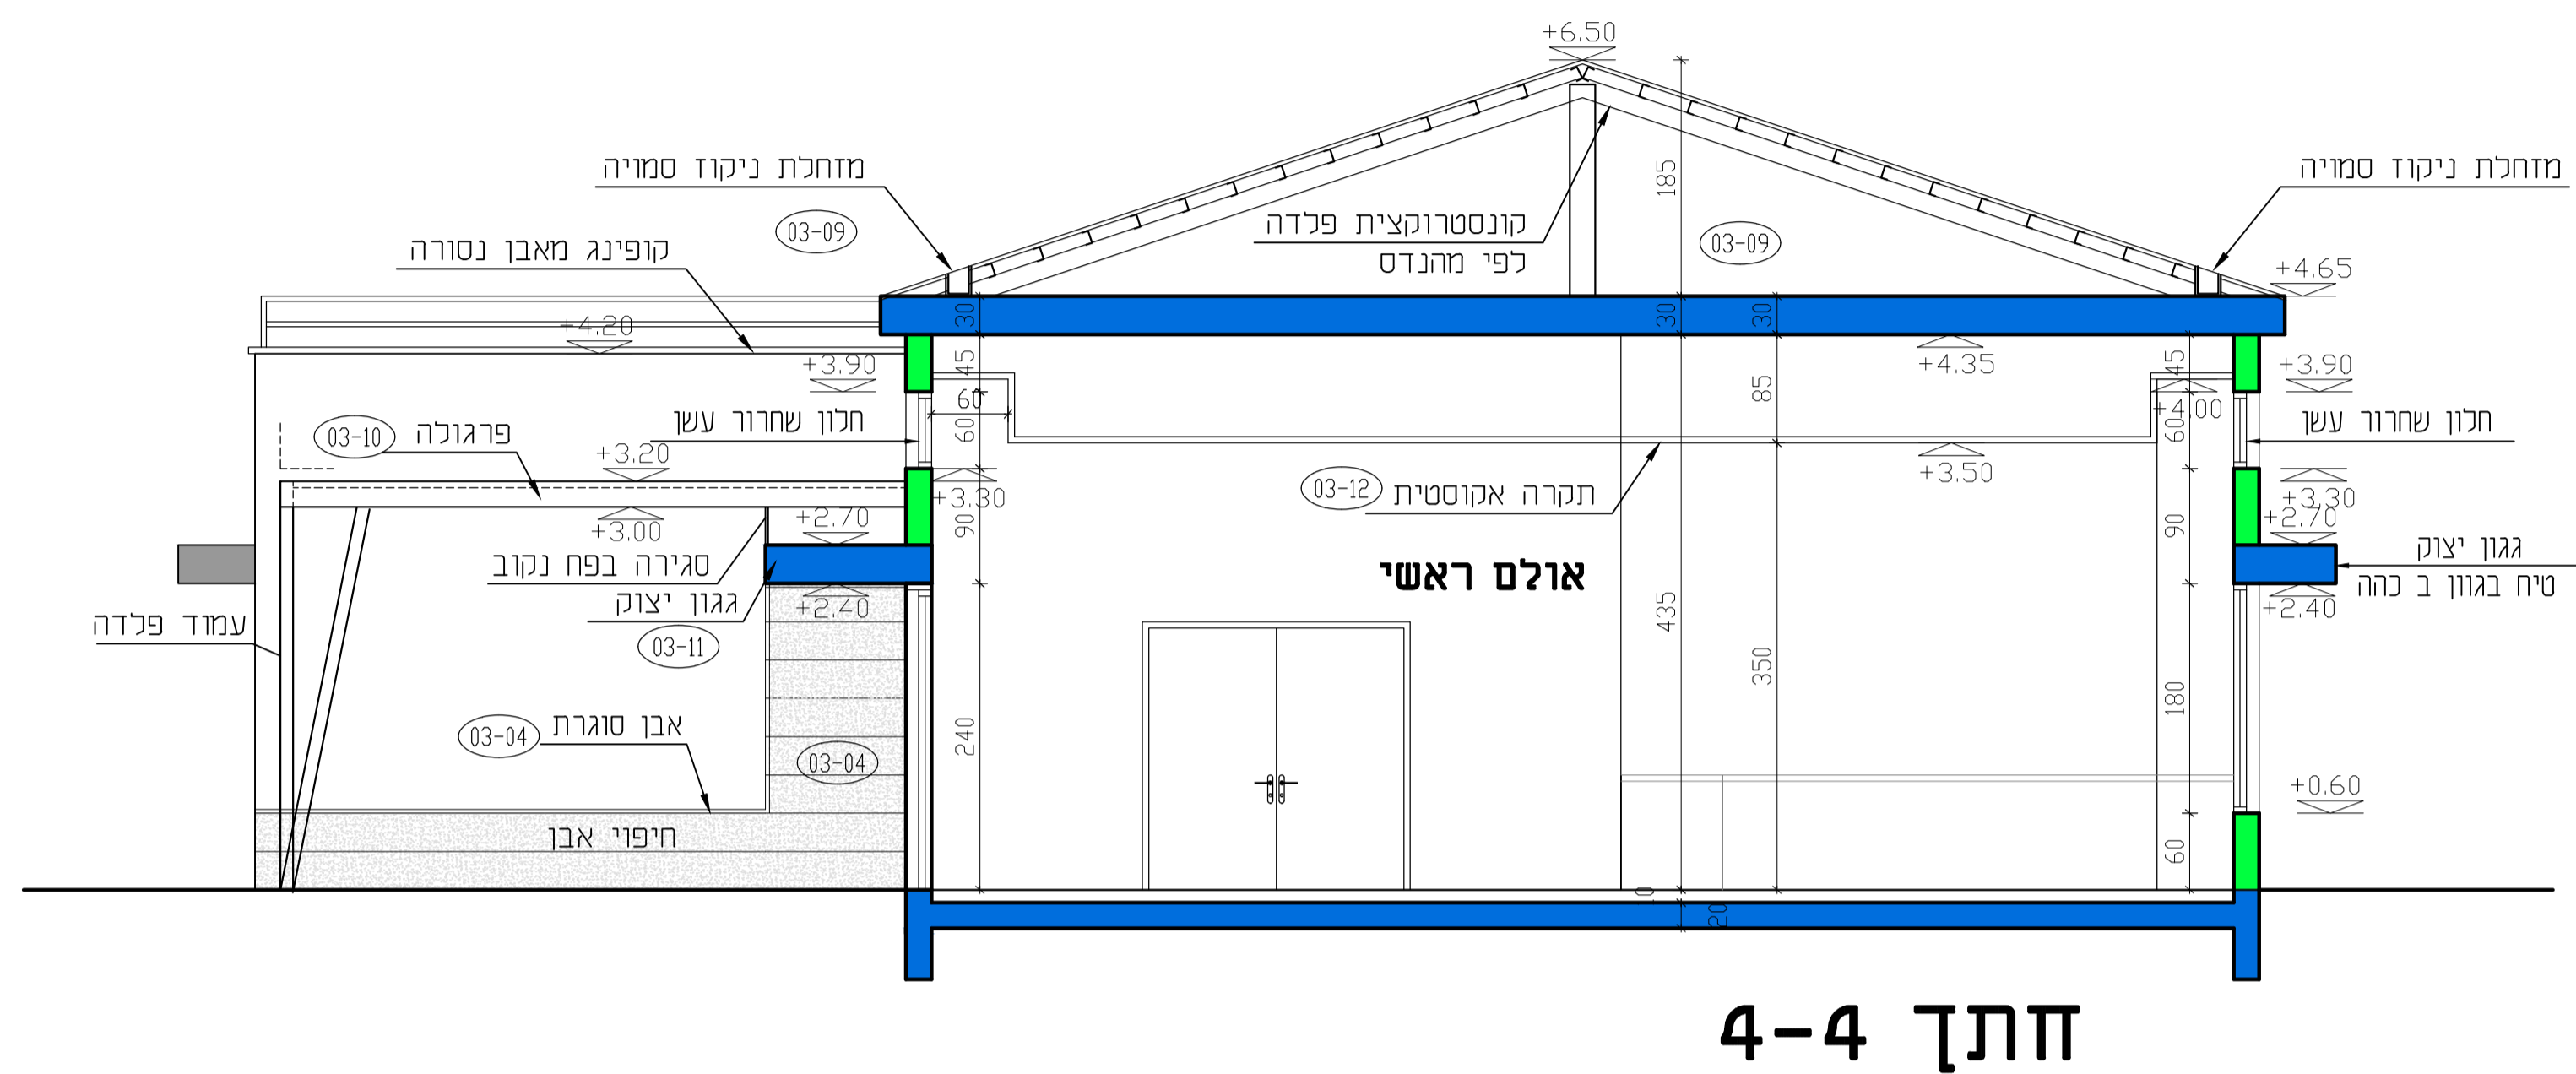 +6.50
מזחלת ניקוז סמויה
מזחלת ניקוז סמויה
185
03-09
קונסטרוקצית פלדה
לפי מהנדס
03-09
קופינג מאבן נסורה
+4.65
30
30
30
+4.20
+3.90
45
+4.35
85
45
+3.90
60
60
+4.00
60
חלון שחרור עשן
חלון שחרור עשן
03-10
פרגולה
+3.20
+3.30
+3.50
+3.30
03-12
תקרה אקוסטית
+3.00
+2.70
90
90
+2.70
סגירה בפח נקוב
אולם ראשי
גגון יצוק
טיח בגוון ב כהה
גגון יצוק
+2.40
+2.40
435
עמוד פלדה
03-11
350
180
240
אבן סוגרת
03-04
03-04
+0.60
חיפוי אבן
60
20
חתך 4-4